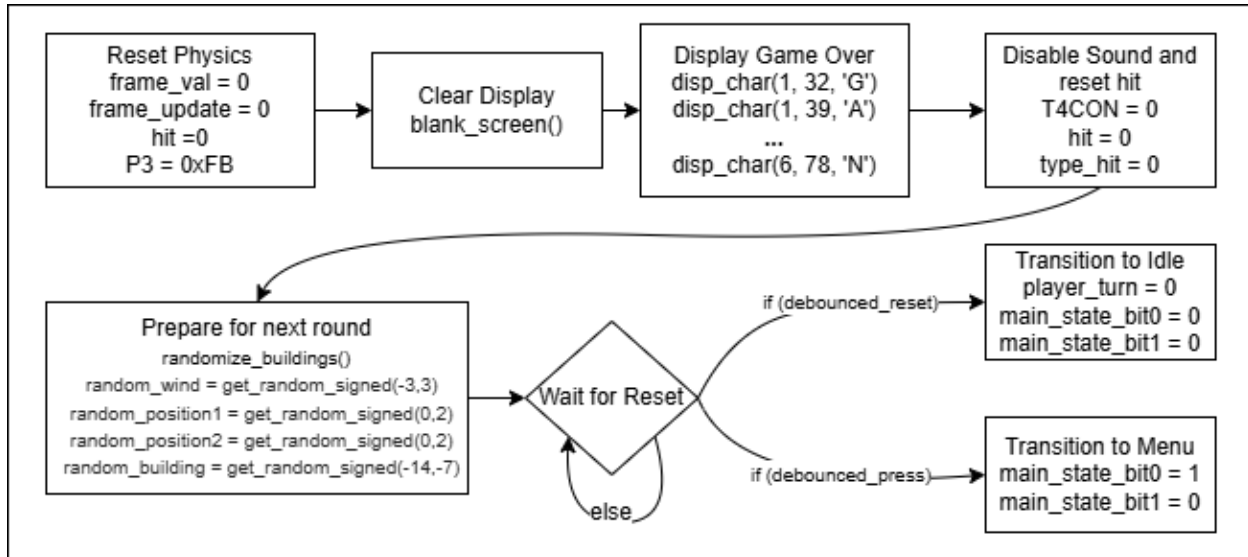 Reset Physics
frame_val = 0
frame_update = 0
hit =0
P3 = 0xFB
Clear Display
blank_screen()
Display Game Over
disp_char(1, 32, 'G')
disp_char(1, 39, 'A')
...
disp_char(6, 78, 'N')
Disable Sound and
reset hit
T4CON = 0
hit = 0
type_hit = 0
Prepare for next round
randomize_buildings()
random_wind = get_random_signed(-3,3)
random_position1 = get_random_signed(0,2)
random_position2 = get_random_signed(0,2)
random_building = get_random_signed(-14,-7)
Wait for Reset
else
if (debounced_reset)
Transition to Idle
player_turn = 0
main_state_bit0 = 0
main_state_bit1 = 0
if (debounced_press)
Transition to Menu
main_state_bit0 = 1
main_state_bit1 = 0